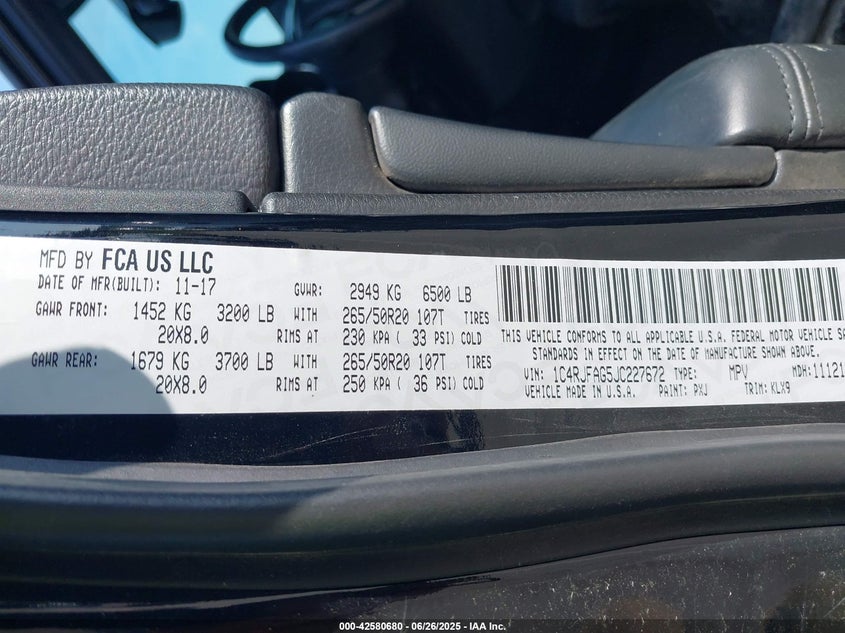 MFD BY FCA US LLC
DATE OF MFR(BUILT): 11-17 GVWR: 2949 KG 6500 LB
GAWR FRONT: 1452 KG 3200 LB WITH 265/50R20 107T TIRES
20X8.0 RIMS AT 230 KPA ( 33 PSI) COLD
GAWR REAR: 1679 KG 3700 LB WITH 265/50R20 107T TIRES
20X8.0 RIMS AT 250 KPA ( 36 PSI) COLD
THIS VEHICLE CONFORMS TO ALL APPLICABLE U.S.A. FEDERAL MOTOR VEHICLE
STANDARDS IN EFFECT ON THE DATE OF MANUFACTURE SHOWN ABOVE.
VIN: 1C4RJFAG5JC227672 TYPE: MPV MDH: 11121
VEHICLE MADE IN U.S.A. PAINT: PXJ TRIM: KLX9
000-42580680 - 06/26/2025 - IAA Inc.